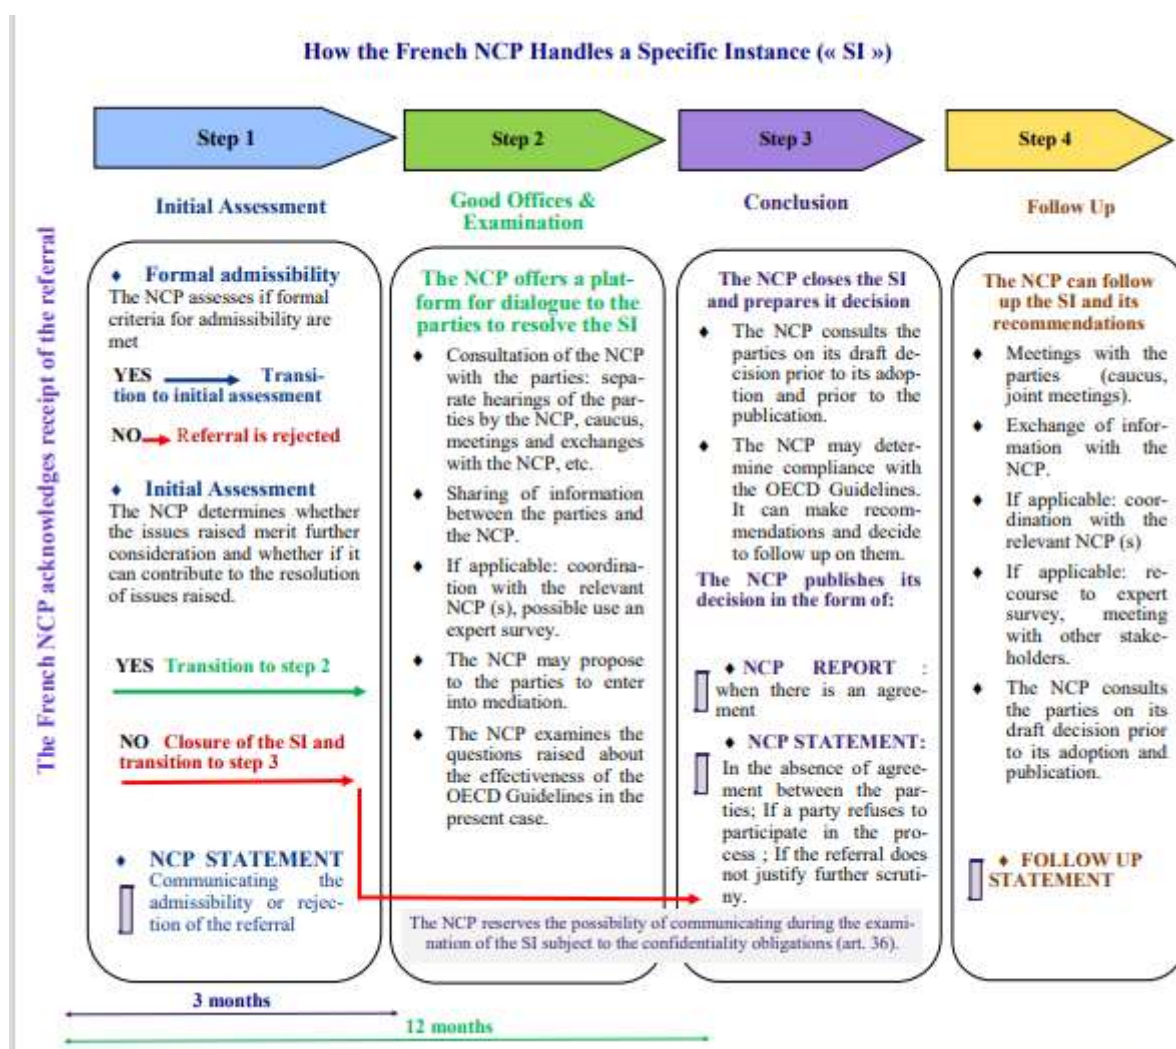 How the French NCP Handles a Specific Instance (« SI »)
The French NCP acknowledges receipt of the referral
Step 1
Initial Assessment
♦ Formal admissibility
The NCP assesses if formal
criteria for admissibility are
met
YES Transi-
tion to initial assessment
NO Referral is rejected
♦ Initial Assessment
The NCP determines whether
the issues raised merit further
consideration and whether if it
can contribute to the resolution
of issues raised.
YES Transition to step 2
NO Closure of the SI and
transition to step 3
♦ NCP STATEMENT
Communicating the
admissibility or rejec-
tion of the referral
Step 2
Good Offices &
Examination
The NCP offers a plat-
form for dialogue to the
parties to resolve the SI
♦ Consultation of the NCP
with the parties: sepa-
rate hearings of the par-
ties by the NCP, caucus,
meetings and exchanges
with the NCP, etc.
♦ Sharing of information
between the parties and
the NCP.
♦ If applicable: coordina-
tion with the relevant
NCP (s), possible use an
expert survey.
♦ The NCP may propose
to the parties to enter
into mediation.
♦ The NCP examines the
questions raised about
the effectiveness of the
OECD Guidelines in the
present case.
Step 3
Conclusion
The NCP closes the SI
and prepares it decision
♦ The NCP consults the
parties on its draft de-
cision prior to its adop-
tion and prior to the
publication.
♦ The NCP may deter-
mine compliance with
the OECD Guidelines.
It can make recom-
mendations and decide
to follow up on them.
The NCP publishes its
decision in the form of:
♦ NCP REPORT :
when there is an agree-
ment
♦ NCP STATEMENT:
In the absence of agree-
ment between the par-
ties; If a party refuses to
participate in the pro-
cess ; If the referral does
not justify further scruti-
ny.
The NCP reserves the possibility of communicating during the exami-
nation of the SI subject to the confidentiality obligations (art. 36).
Step 4
Follow Up
The NCP can follow
up the SI and its
recommendations
♦ Meetings with the
parties (caucus,
joint meetings).
♦ Exchange of infor-
mation with the
NCP.
♦ If applicable: coor-
dination with the
relevant NCP (s)
♦ If applicable: re-
course to expert
survey, meeting
with other stake-
holders.
♦ The NCP consults
the parties on its
draft decision prior
to its adoption and
publication.
♦ FOLLOW UP
STATEMENT
3 months
12 months